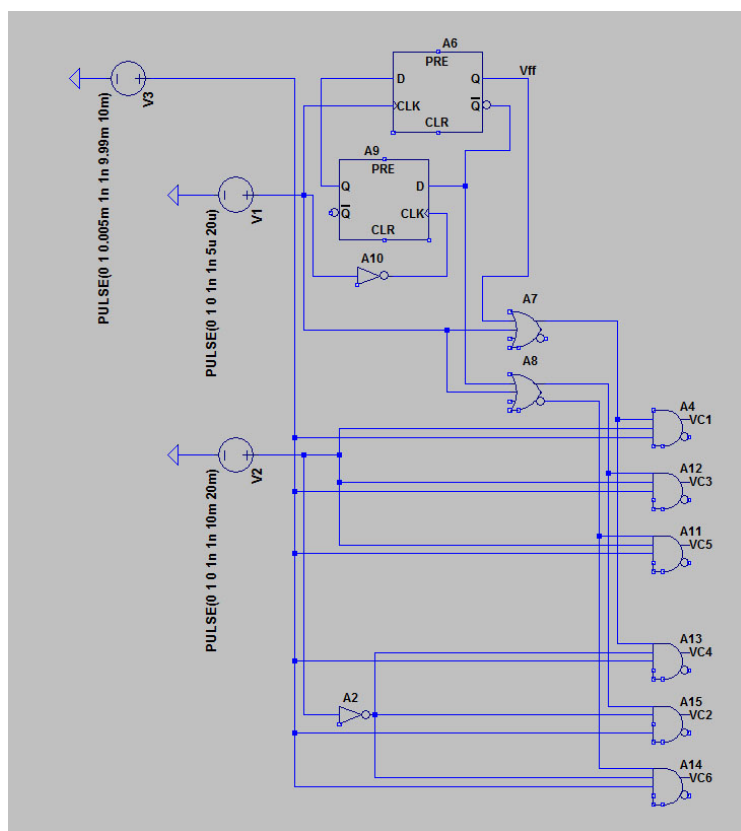 A6
PRE
D
Q
Vff
CLK
Q
CLR
V3
PULSE(0 1 0.005m 1n 1n 9.99m 10m)
A9
PRE
Q
D
Q
CLK
CLR
V1
PULSE(0 1 0 1n 1n 5u 20u)
A10
A7
A8
A4
VC1
V2
PULSE(0 1 0 1n 1n 10m 20m)
A12
VC3
A11
VC5
A13
VC4
A2
A15
VC2
A14
VC6